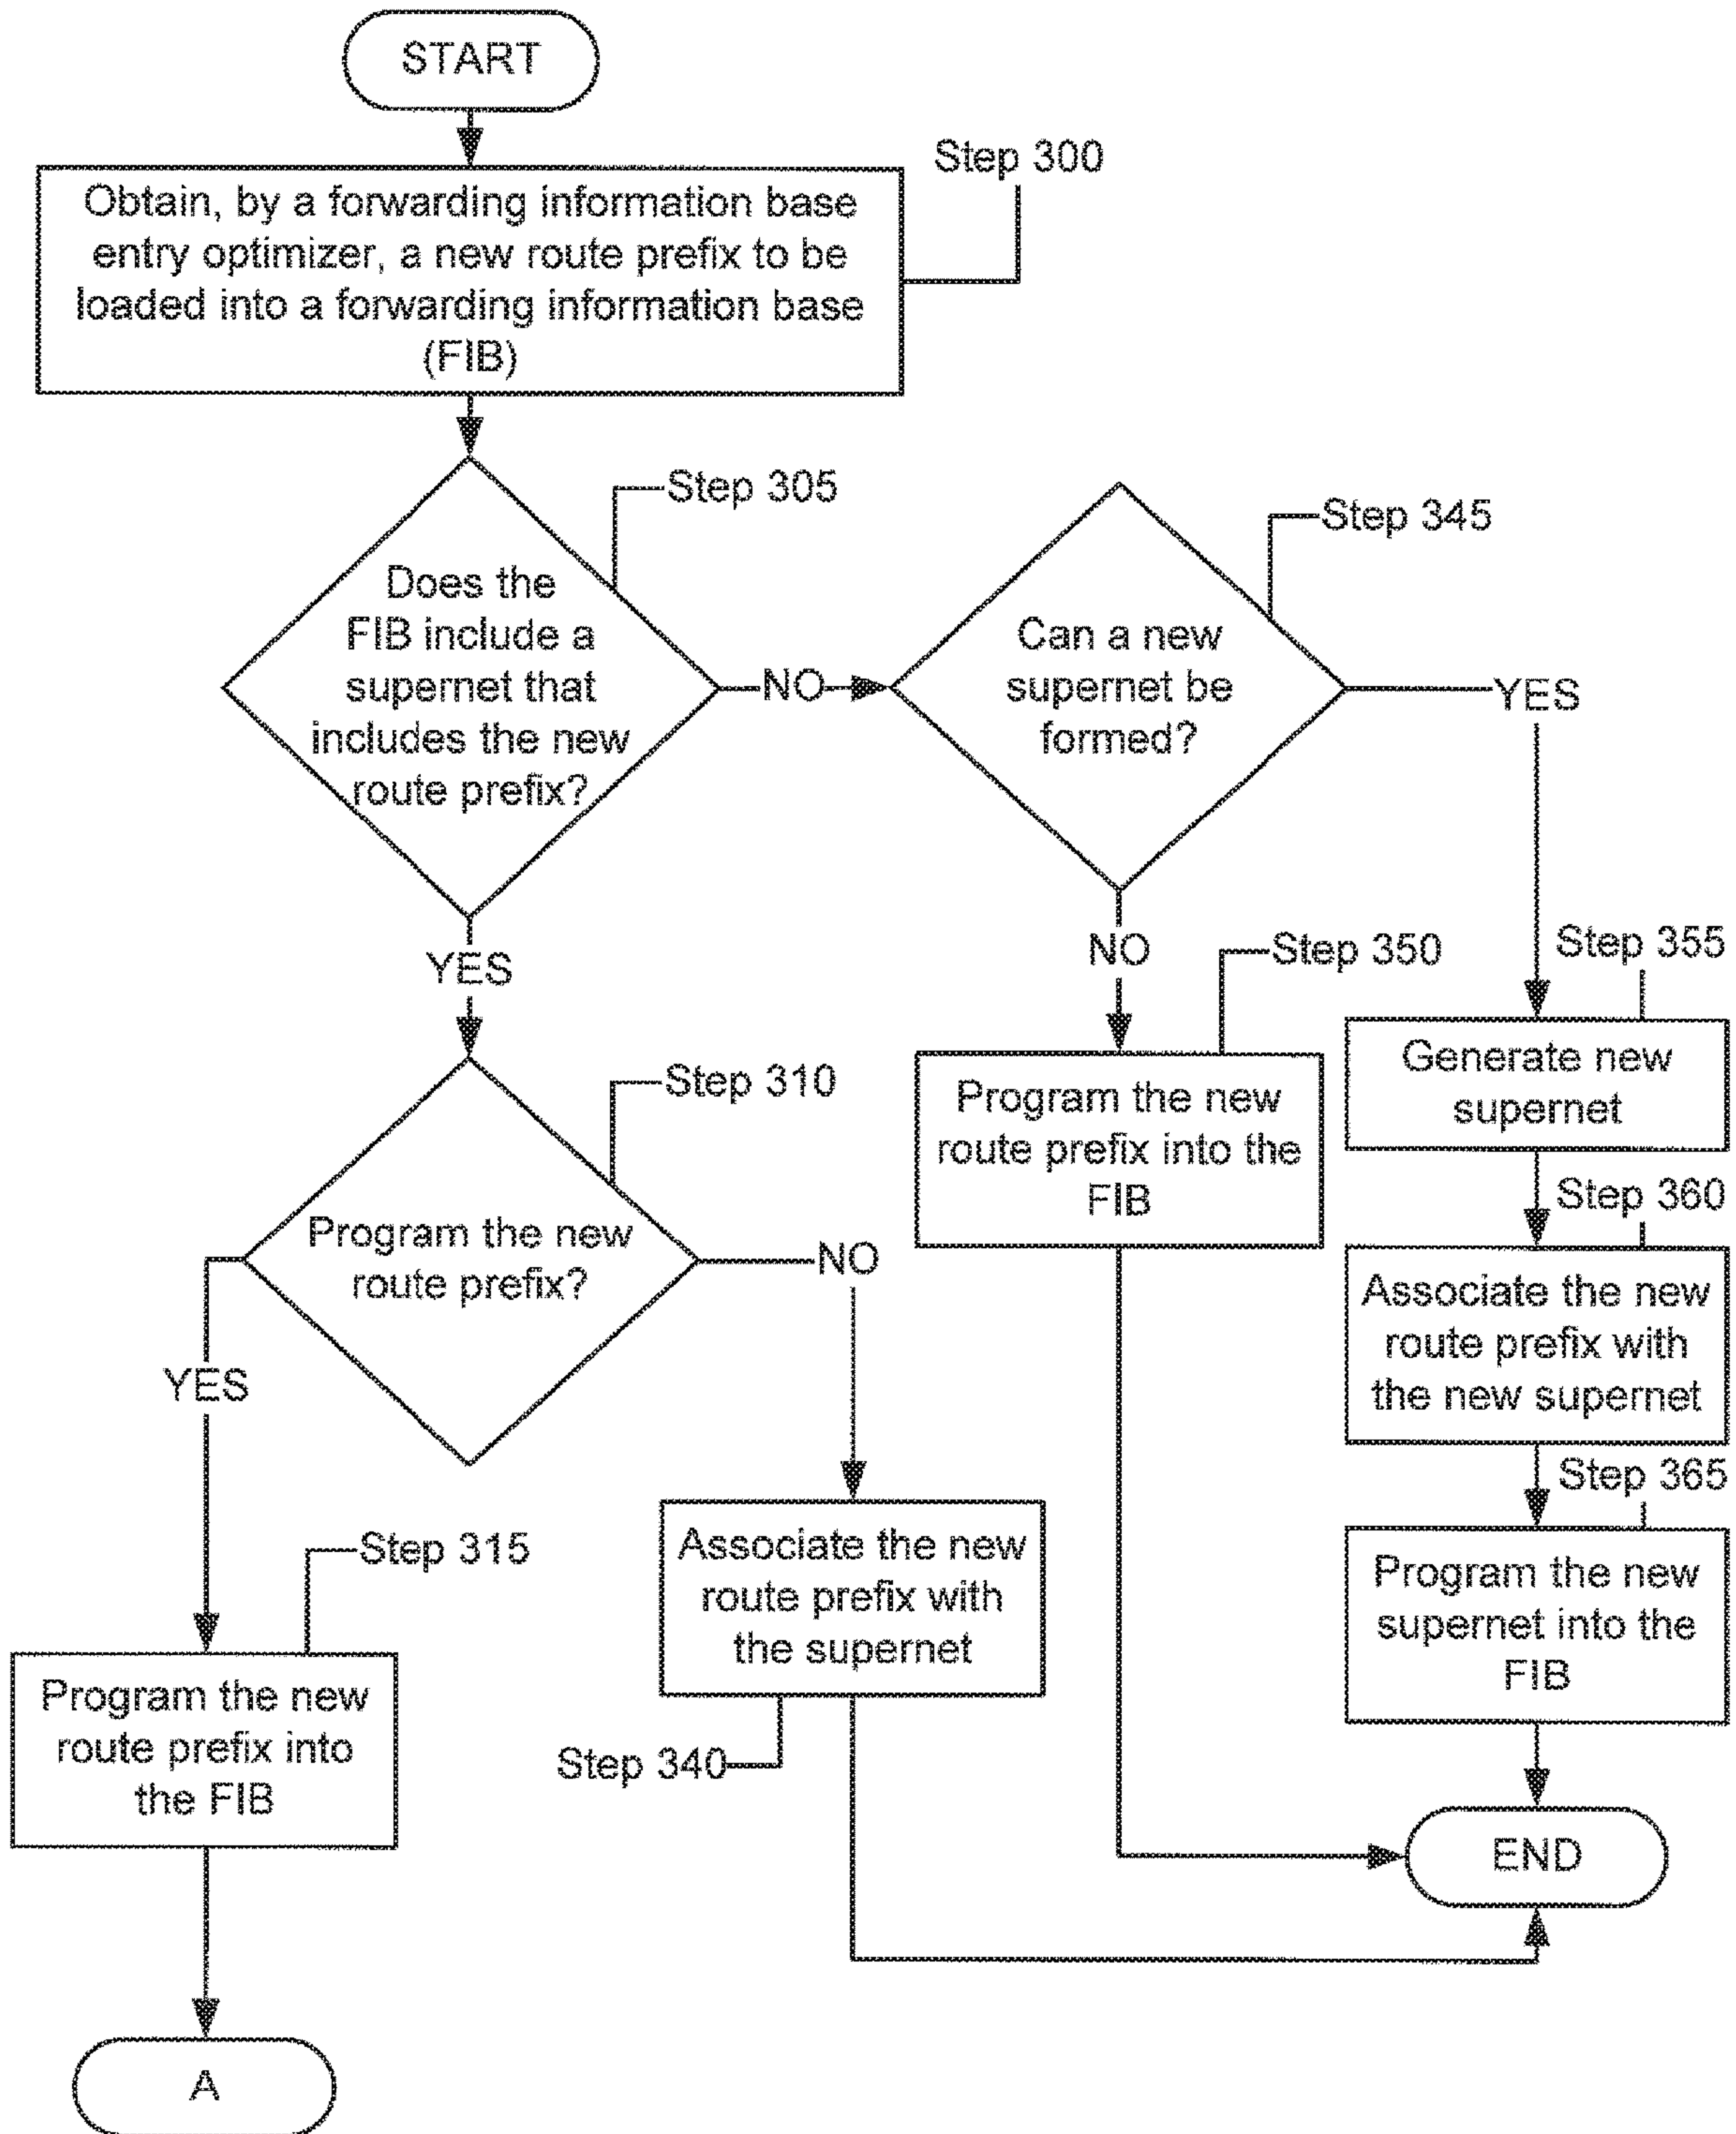 START
Step 300
Obtain, by a forwarding information base
entry optimizer, a new route prefix to be
loaded into a forwarding information base
(FIB)
Step 305
Does the
FIB include a
supernet that
includes the new
route prefix?
NO
Step 345
Can a new
supernet be
formed?
YES
YES
NO
Step 310
Program the new
route prefix?
NO
YES
Step 350
Program the new
route prefix into the
FIB
Step 355
Generate new
supernet
Step 360
Associate the new
route prefix with
the new supernet
Step 365
Program the new
supernet into the
FIB
Step 315
Program the new
route prefix into
the FIB
Associate the new
route prefix with
the supernet
Step 340
END
A